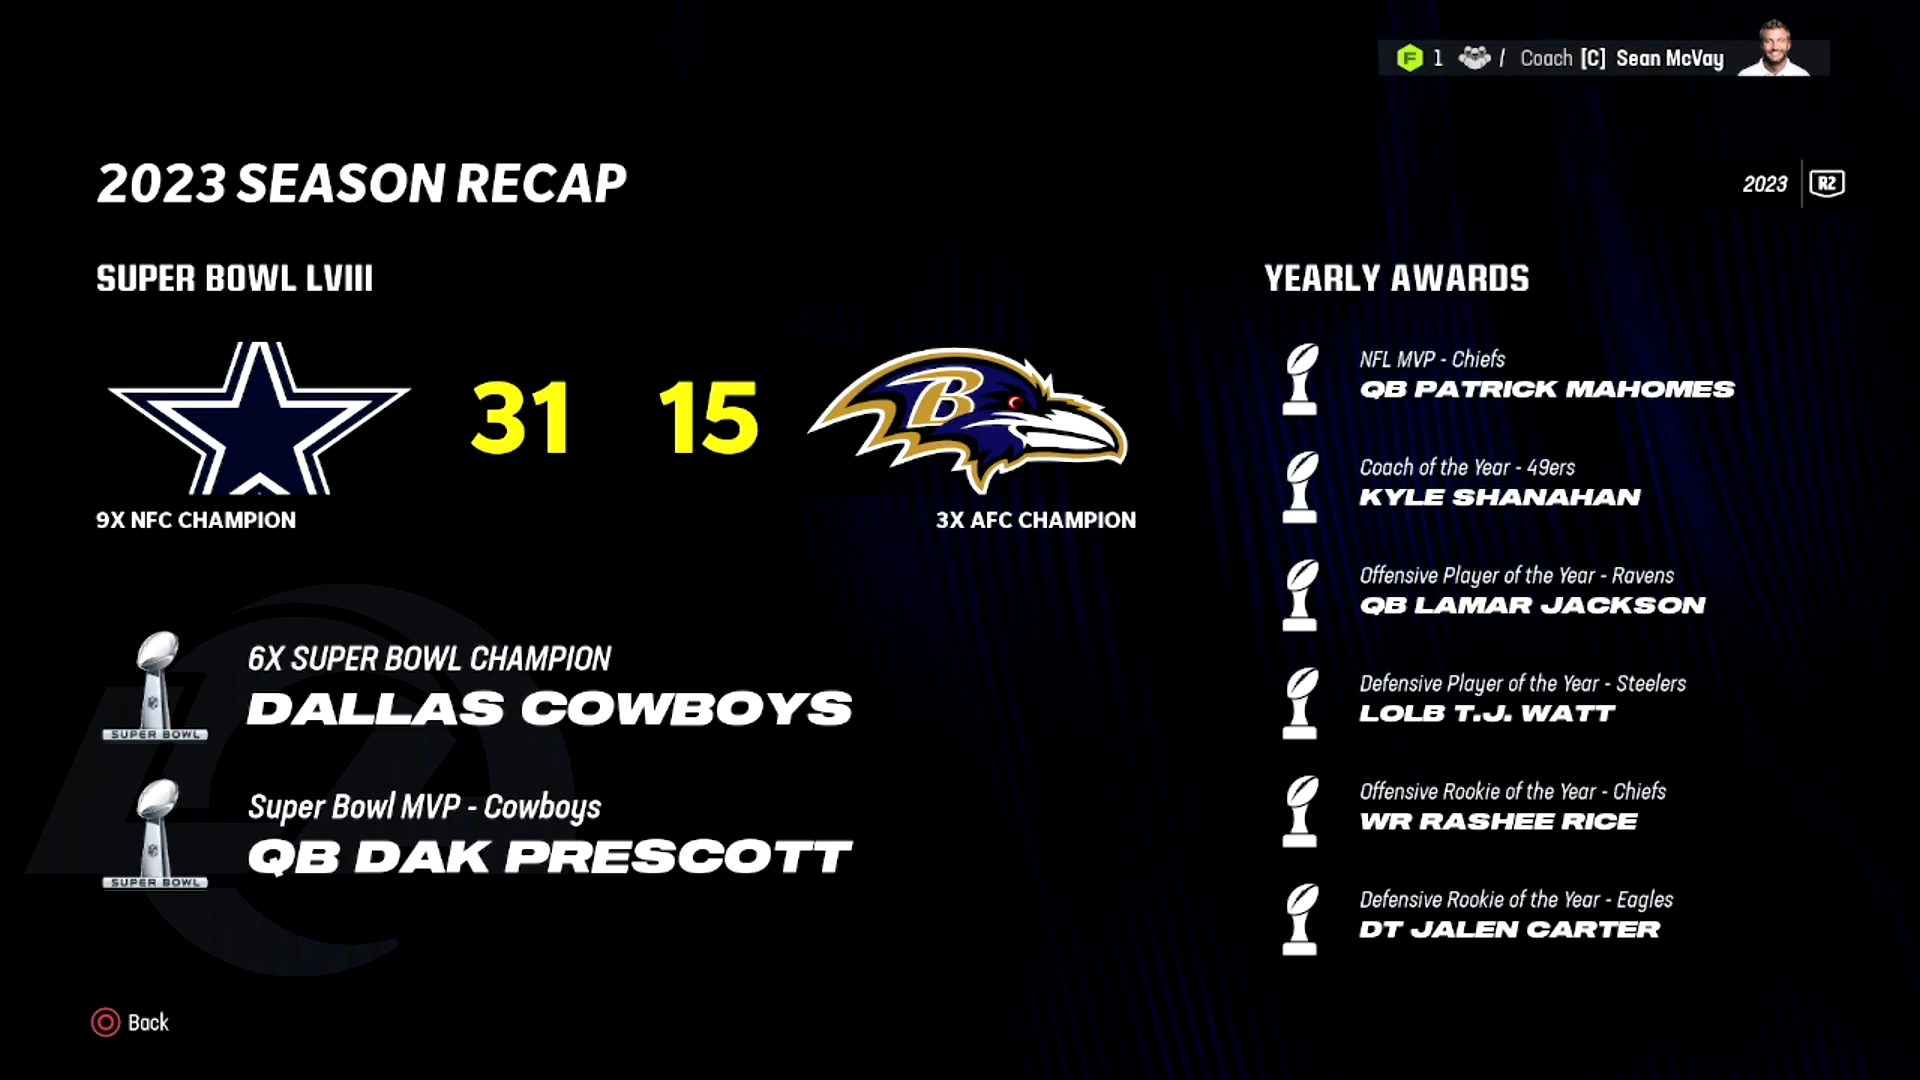 F 1 / Coach [C] Sean McVay
2023 SEASON RECAP
2023 R2
SUPER BOWL LVIII
31 15
B
9X NFC CHAMPION
3X AFC CHAMPION
SUPER BOWL
6X SUPER BOWL CHAMPION
DALLAS COWBOYS
SUPER BOWL
Super Bowl MVP - Cowboys
QB DAK PRESCOTT
YEARLY AWARDS
NFL MVP - Chiefs
QB PATRICK MAHOMES
Coach of the Year - 49ers
KYLE SHANAHAN
Offensive Player of the Year - Ravens
QB LAMAR JACKSON
Defensive Player of the Year - Steelers
LOLB T.J. WATT
Offensive Rookie of the Year - Chiefs
WR RASHEE RICE
Defensive Rookie of the Year - Eagles
DT JALEN CARTER
Back